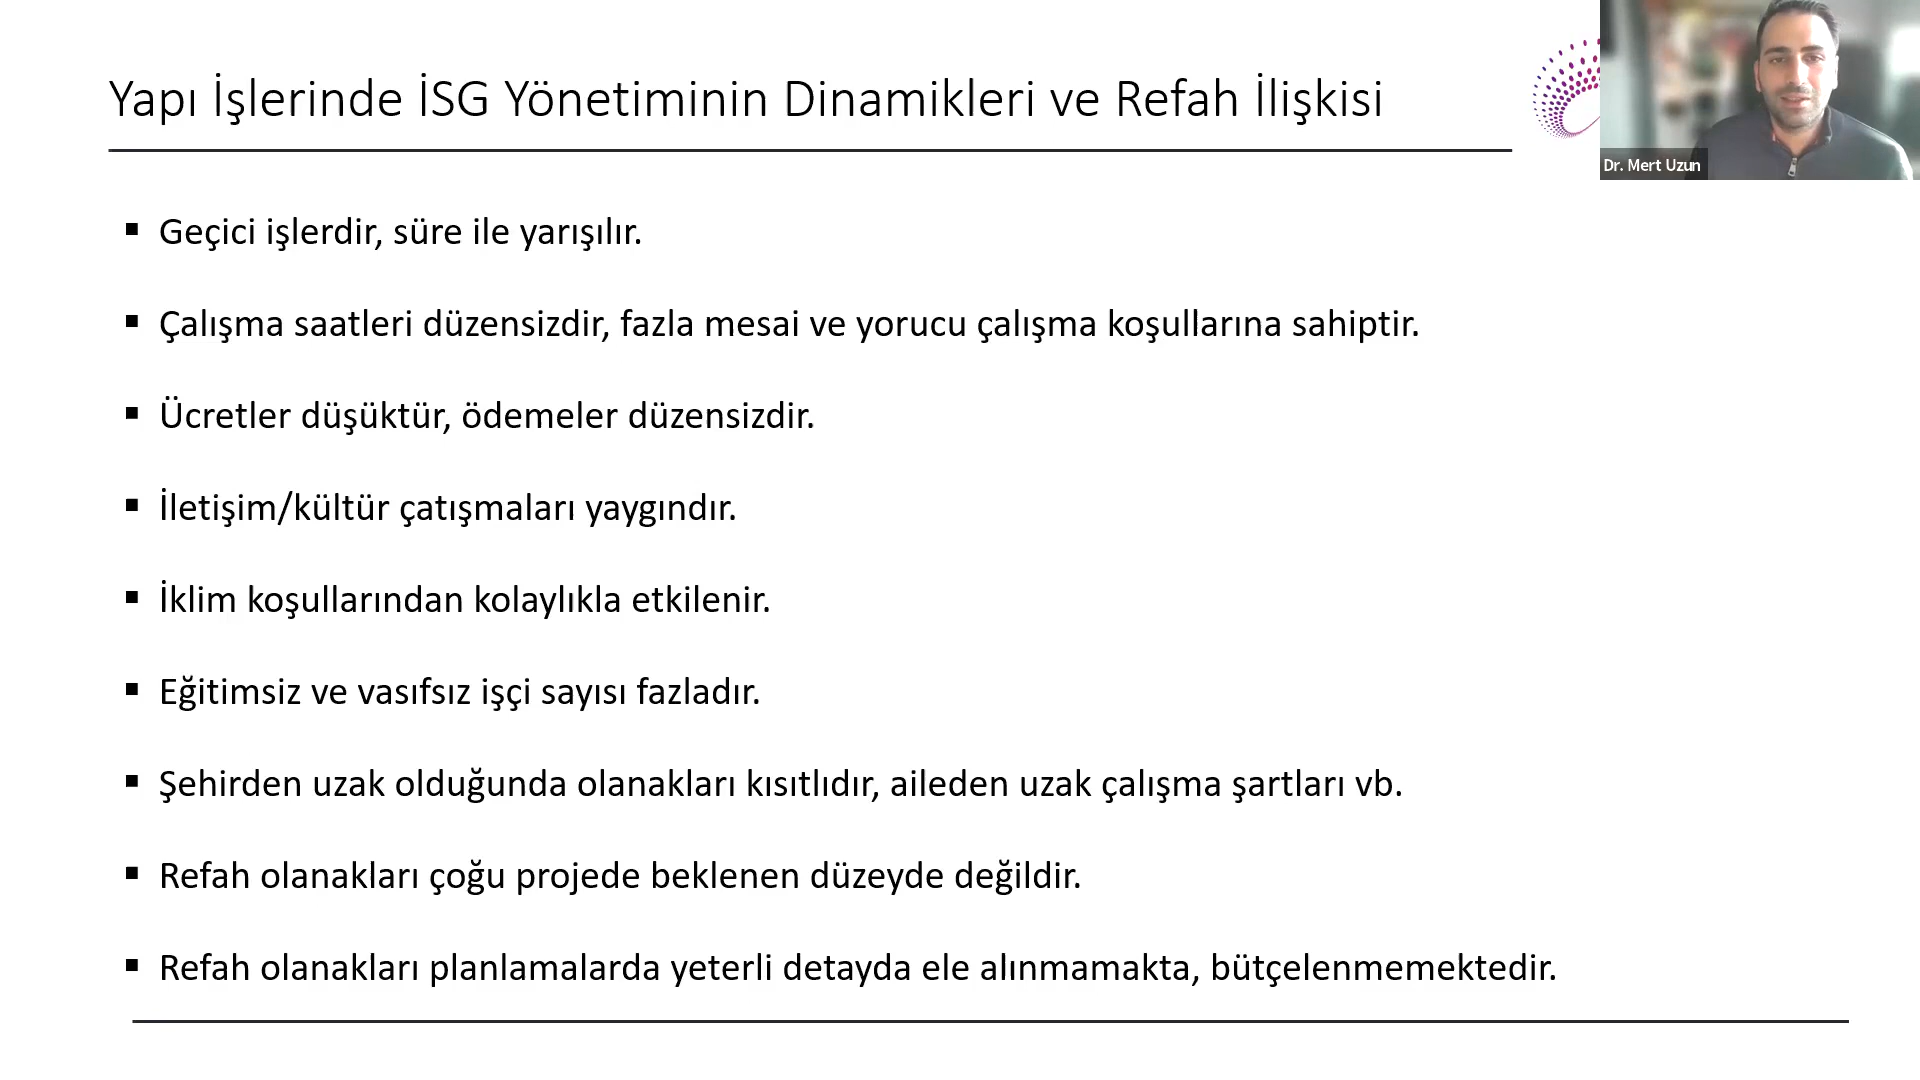 Yapı İşlerinde İSG Yönetiminin Dinamikleri ve Refah İlişkisi
Dr. Mert Uzun
▪ Geçici işlerdir, süre ile yarışılır.
▪ Çalışma saatleri düzensizdir, fazla mesai ve yorucu çalışma koşullarına sahiptir.
▪ Ücretler düşüktür, ödemeler düzensizdir.
▪ İletişim/kültür çatışmaları yaygındır.
▪ İklim koşullarından kolaylıkla etkilenir.
▪ Eğitimsiz ve vasıfsız işçi sayısı fazladır.
▪ Şehirden uzak olduğunda olanakları kısıtlıdır, aileden uzak çalışma şartları vb.
▪ Refah olanakları çoğu projede beklenen düzeyde değildir.
▪ Refah olanakları planlamalarda yeterli detayda ele alınmamakta, bütçelenmemektedir.